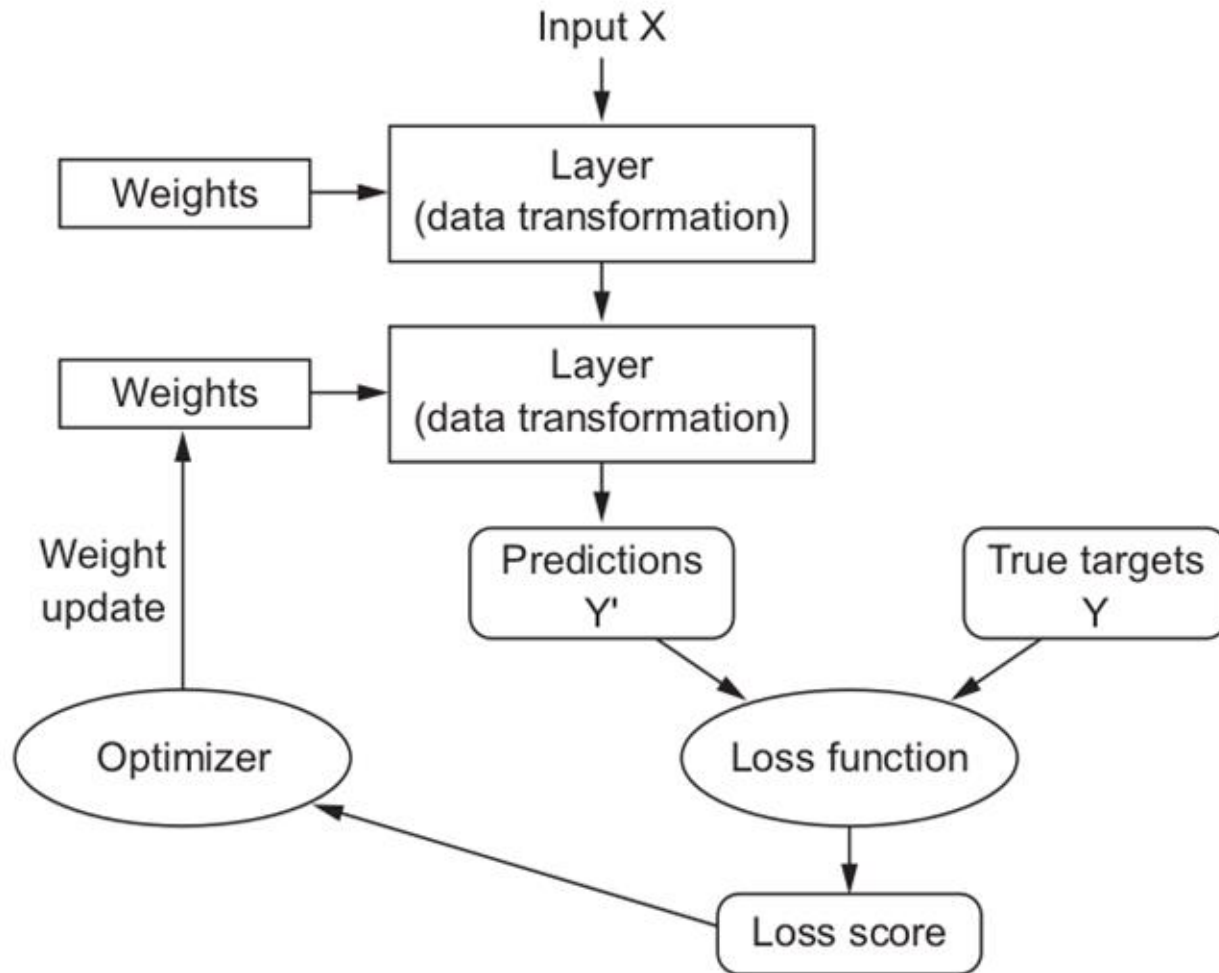 Input X
Weights
Layer
(data transformation)
Weights
Layer
(data transformation)
Weight
update
Predictions
Y'
True targets
Y
Optimizer
Loss function
Loss score